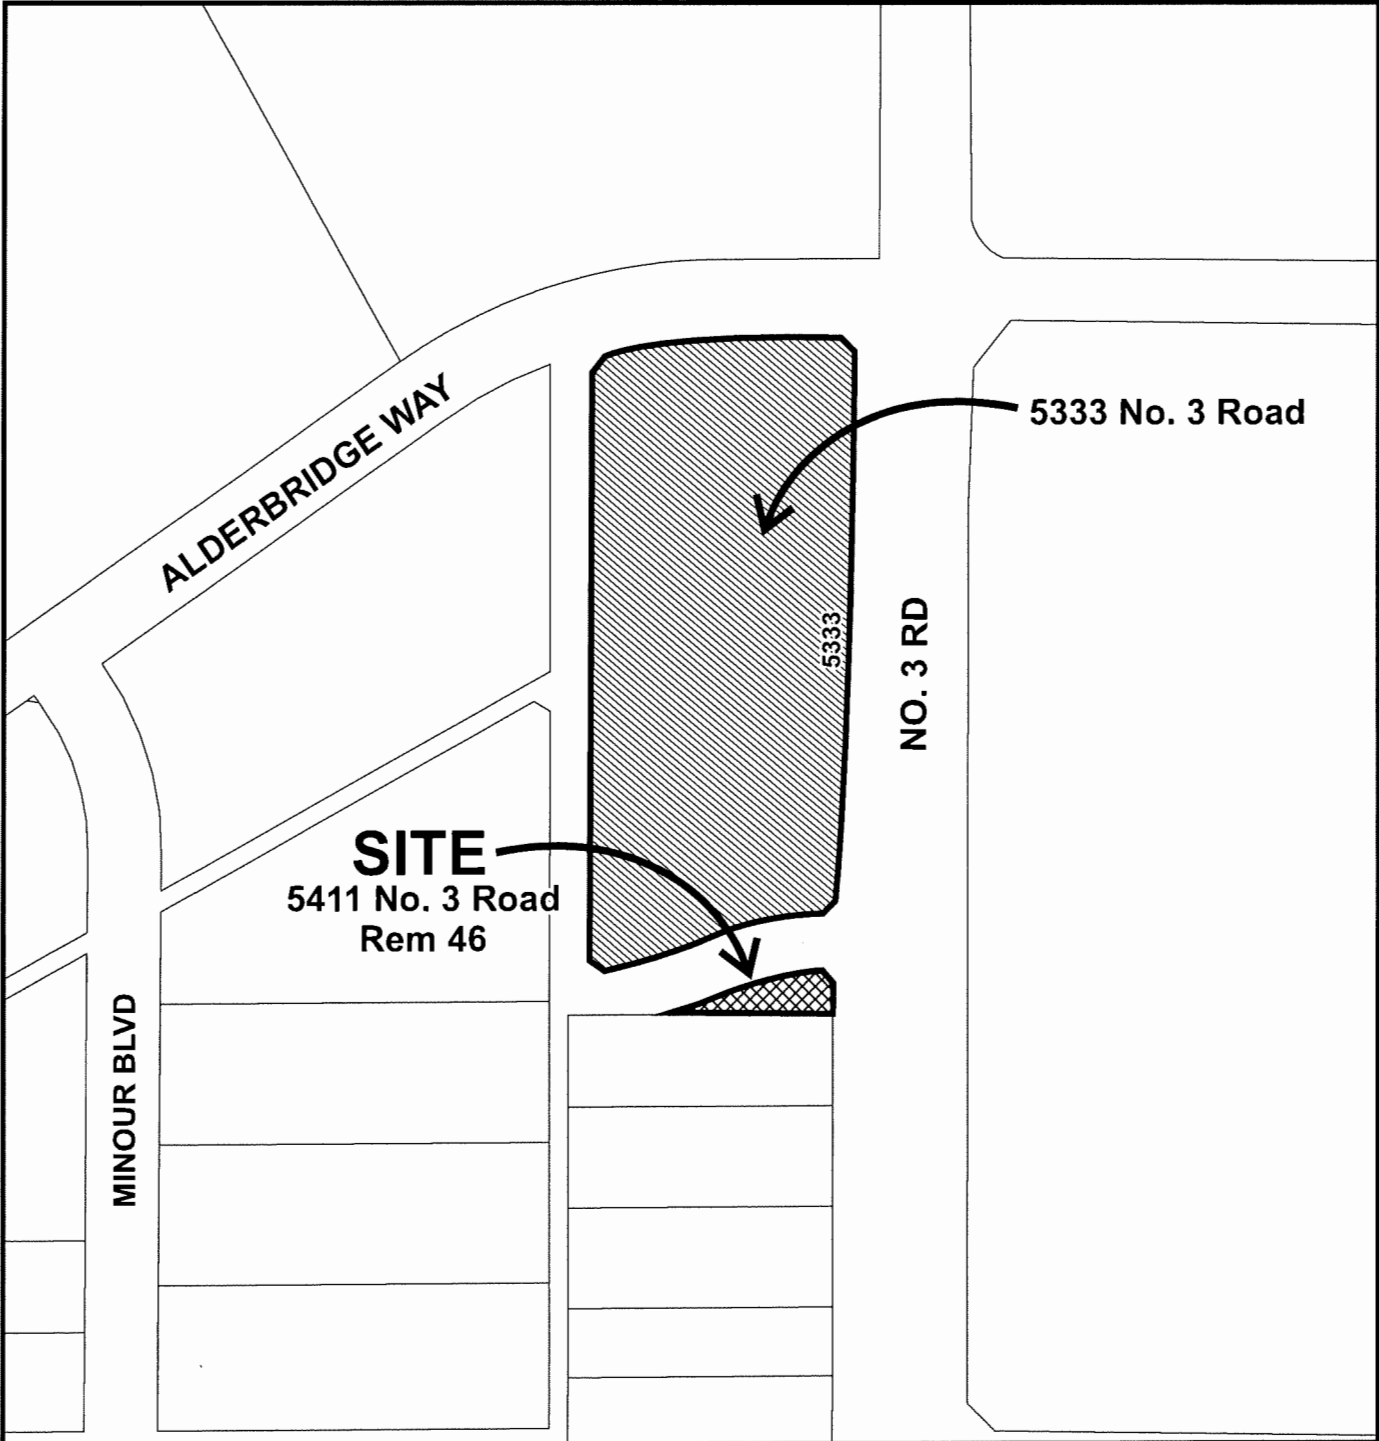 ALDERBRIDGE WAY
5333 No. 3 Road
5333
NO. 3 RD
SITE
5411 No. 3 Road
Rem 46
MINOUR BLVD